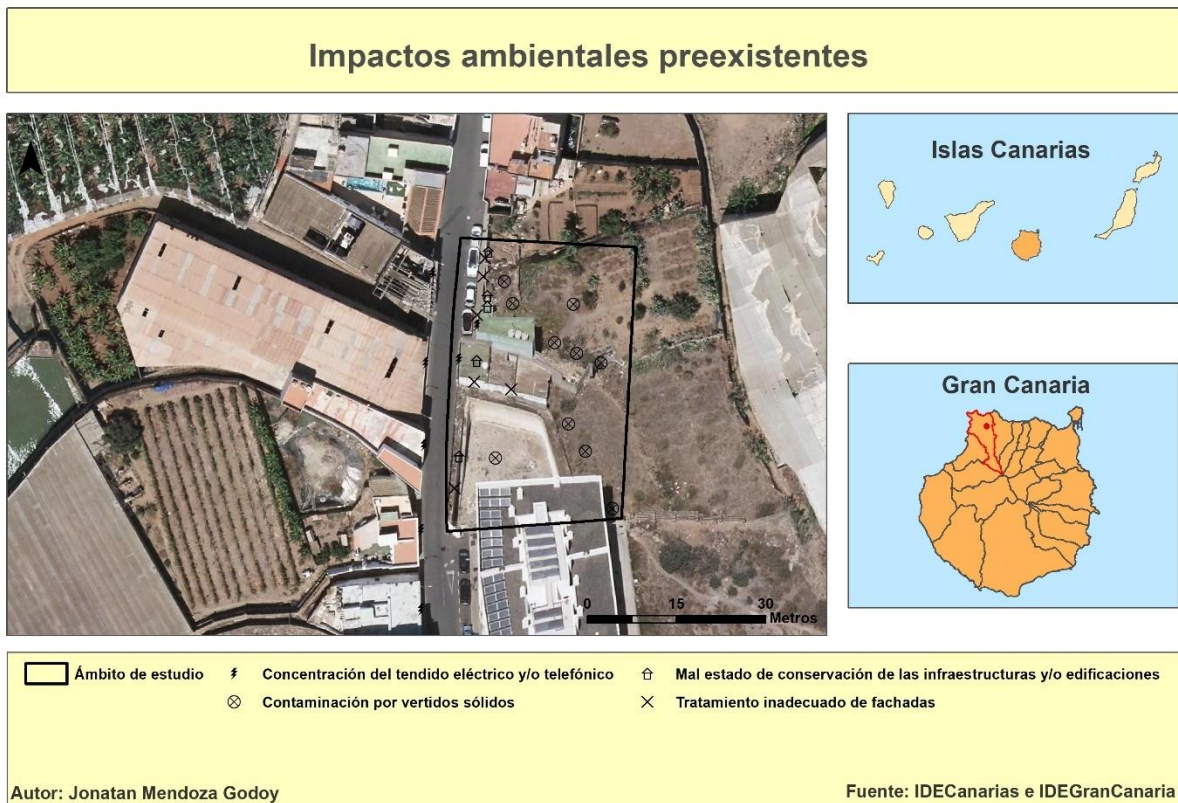 Impactos ambientales preexistentes
Islas Canarias
Gran Canaria
0 15 30
Metros
Ámbito de estudio
Concentración del tendido eléctrico y/o telefónico
Mal estado de conservación de las infraestructuras y/o edificaciones
Contaminación por vertidos sólidos
Tratamiento inadecuado de fachadas
Autor: Jonatan Mendoza Godoy
Fuente: IDECanarias e IDEGranCanaria